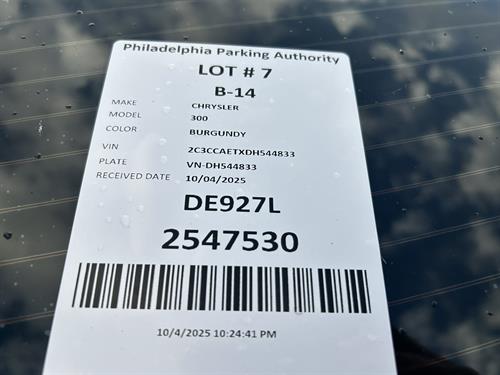 Philadelphia Parking Authority
LOT # 7
B-14
MAKE CHRYSLER
MODEL 300
COLOR BURGUNDY
VIN 2C3CCAETXDH544833
PLATE VN-DH544833
RECEIVED DATE 10/04/2025
DE927L
2547530
10/4/2025 10:24:41 PM